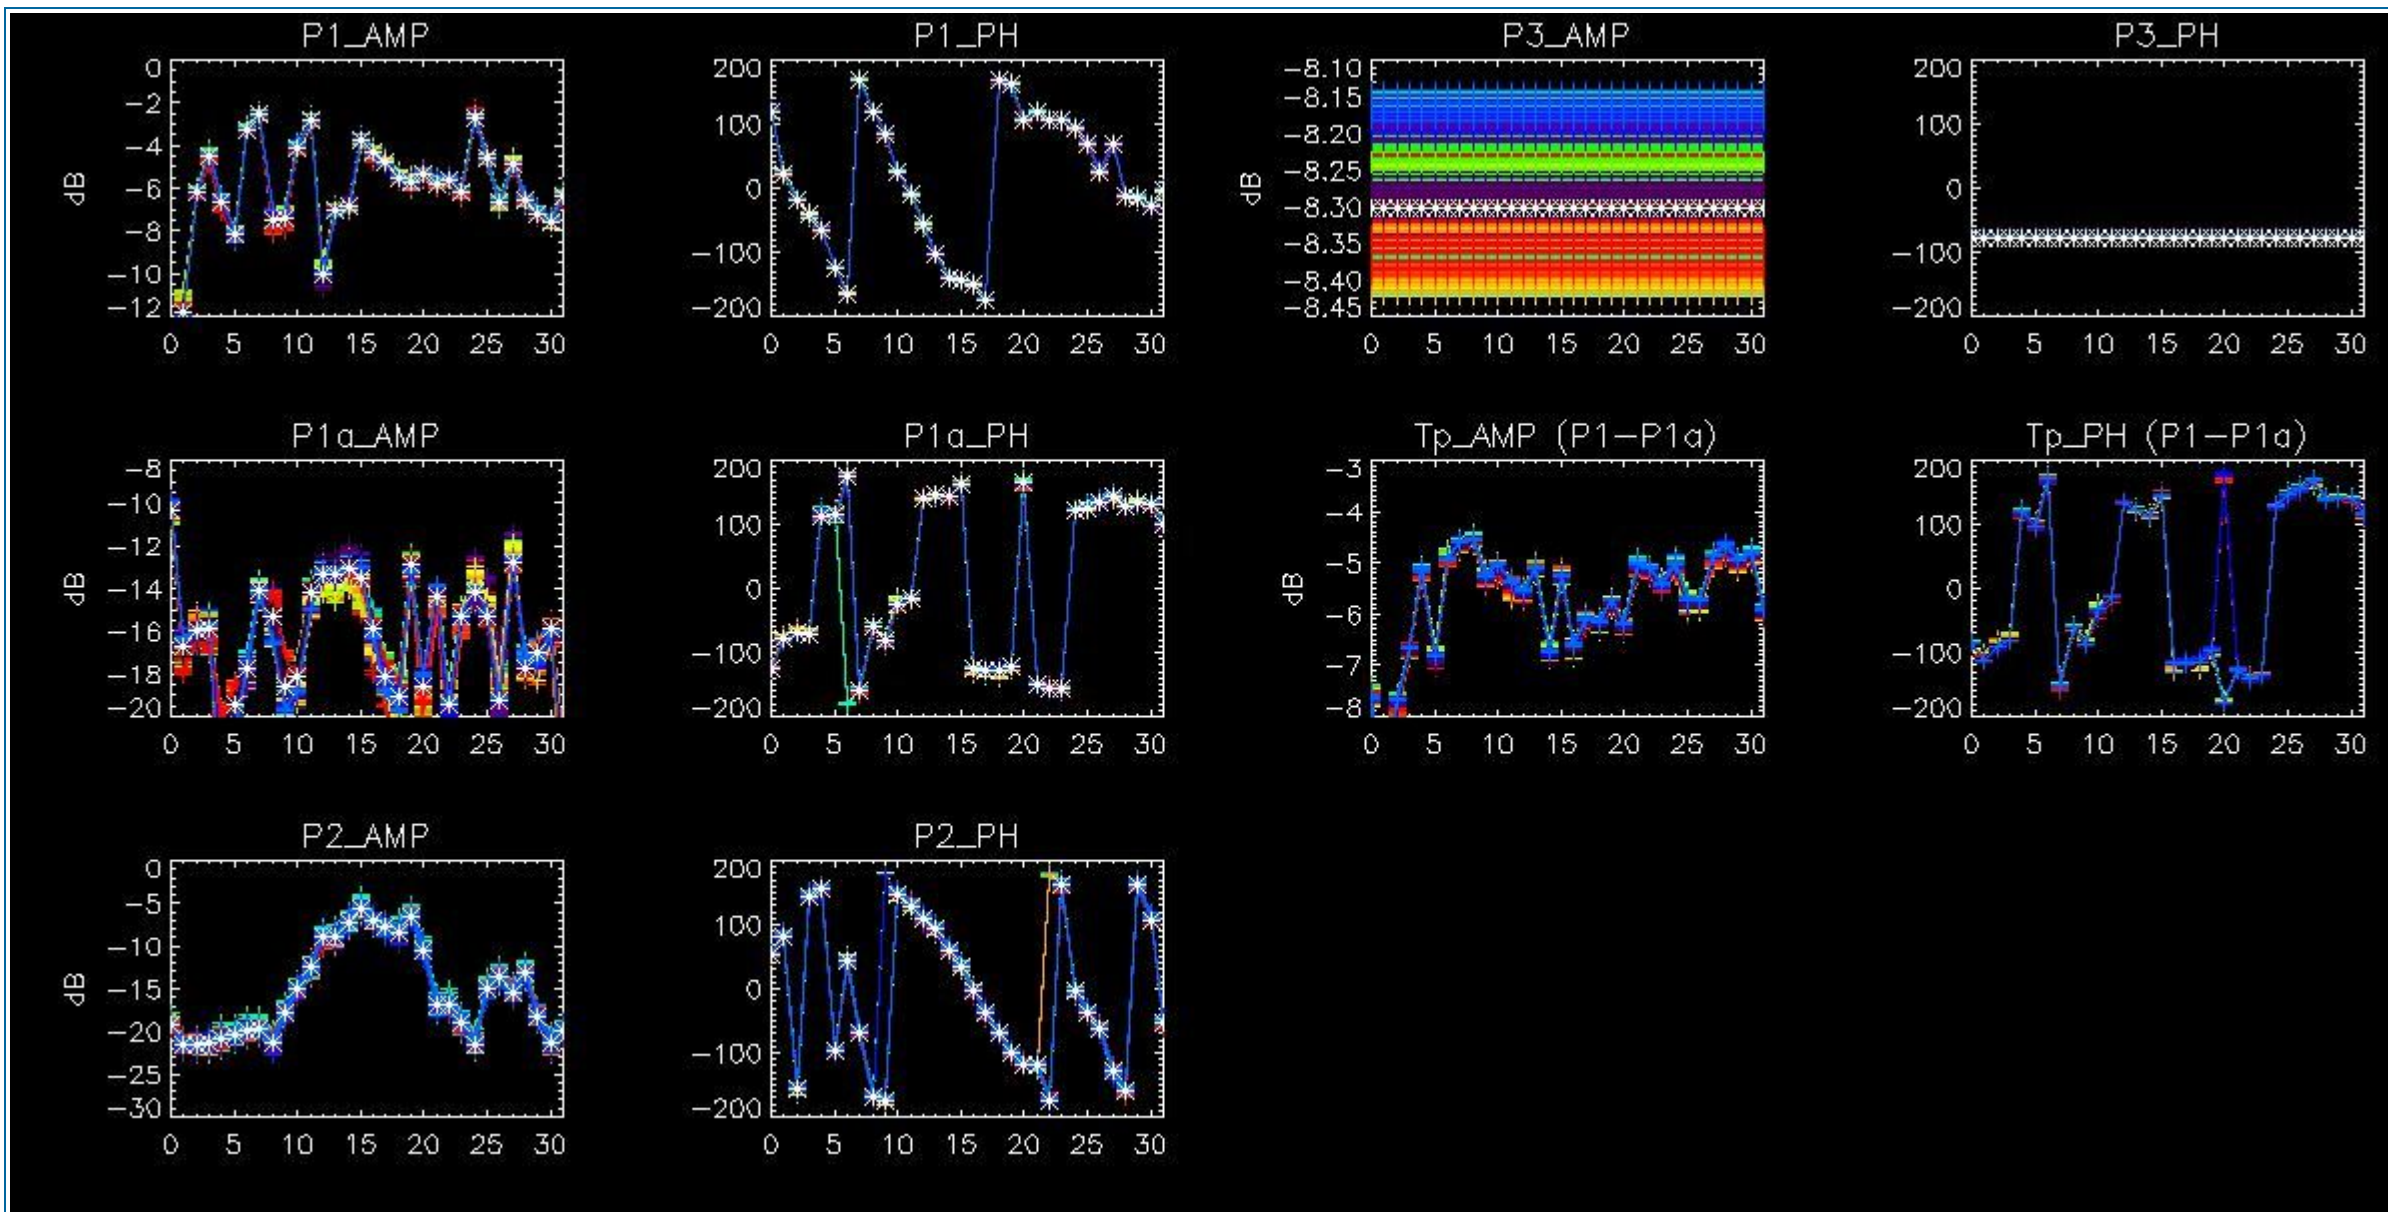 P1_AMP
P1_PH
P3_AMP
P3_PH
dB
0
−2
−4
−6
−8
−10
−12
0 5 10 15 20 25 30
200
100
0
−100
−200
0 5 10 15 20 25 30
dB
−8.10
−8.15
−8.20
−8.25
−8.30
−8.35
−8.40
−8.45
0 5 10 15 20 25 30
200
100
0
−100
−200
0 5 10 15 20 25 30
P1a_AMP
P1a_PH
Tp_AMP (P1−P1a)
Tp_PH (P1−P1a)
dB
−8
−10
−12
−14
−16
−18
−20
0 5 10 15 20 25 30
200
100
0
−100
−200
0 5 10 15 20 25 30
dB
−3
−4
−5
−6
−7
−8
0 5 10 15 20 25 30
200
100
0
−100
−200
0 5 10 15 20 25 30
P2_AMP
P2_PH
dB
0
−5
−10
−15
−20
−25
−30
0 5 10 15 20 25 30
200
100
0
−100
−200
0 5 10 15 20 25 30